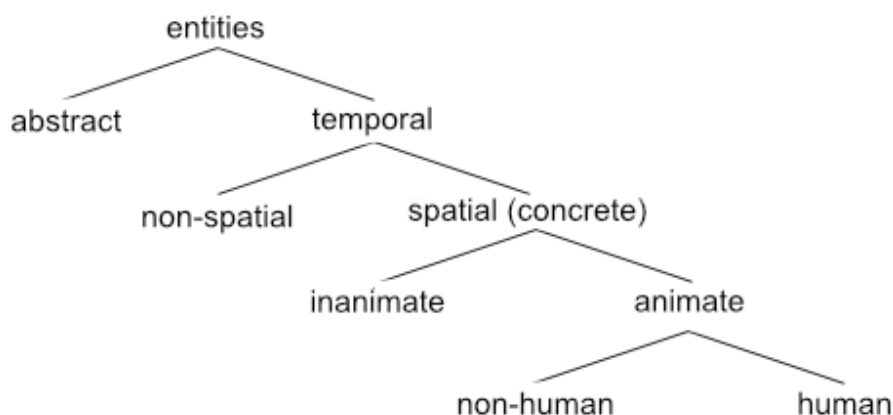 entities
abstract temporal
non-spatial spatial (concrete)
inanimate animate
non-human human